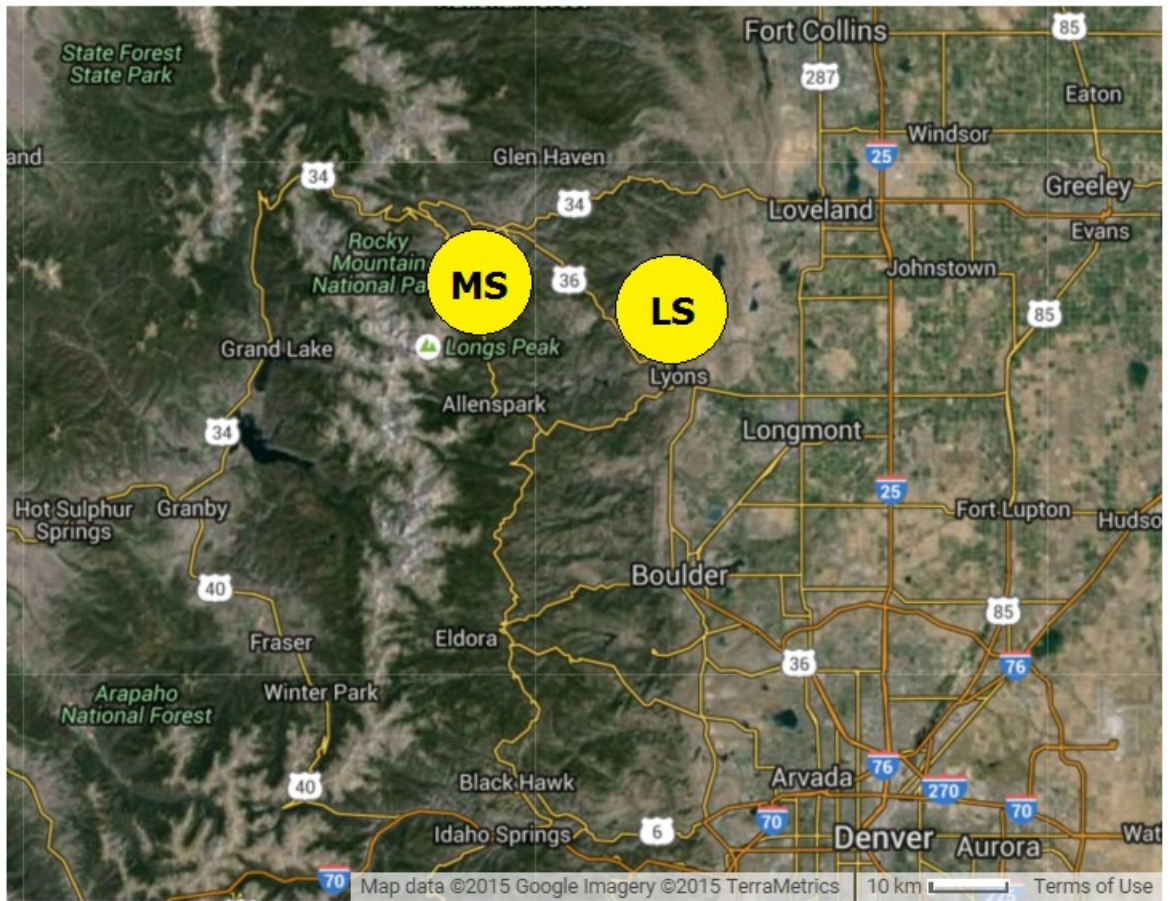 Fort Collins
85
State Forest
State Park
287
Eaton
Windsor
and
Glen Haven
25
34
Greeley
34
Loveland
Evans
Rocky
Mountain
National Pa
MS
36
LS
Johnstown
85
Grand Lake
Longs Peak
Lyons
Allenspark
34
Longmont
25
Hot Sulphur
Springs
Granby
Fort Lupton
Hudso
Boulder
40
85
Fraser
Eldora
36
76
Arapaho
National Forest
Winter Park
Black Hawk
Arvada
76
40
270
70
Idaho Springs
6
70
Denver
Aurora
Wat
70
Map data ©2015 Google Imagery ©2015 TerraMetrics
10 km
Terms of Use